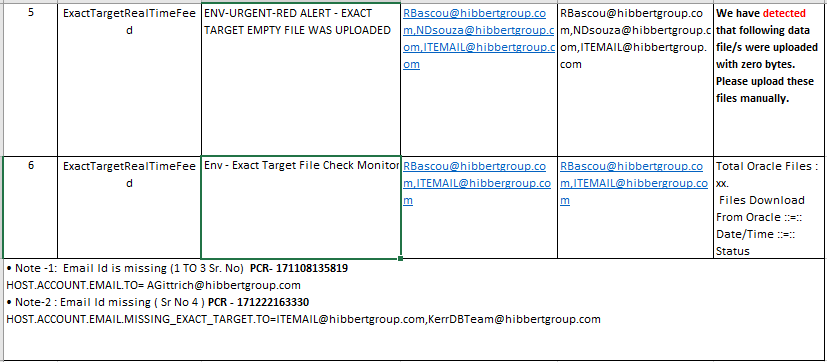 5
ExactTargetRealTimeFee
d
ENV-URGENT-RED ALERT - EXACT
TARGET EMPTY FILE WAS UPLOADED
RBascou@hibbertgroup.co
m,NDsouza@hibbertgroup.c
om,ITEMAIL@hibbertgroup.c
om
RBascou@hibbertgroup.co
m,NDsouza@hibbertgroup.c
om,ITEMAIL@hibbertgroup.
com
We have detected
that following data
file/s were uploaded
with zero bytes.
Please upload these
files manually.
6
ExactTargetRealTimeFee
d
Env - Exact Target File Check Monitor
RBascou@hibbertgroup.co
m,ITEMAIL@hibbertgroup.co
m
RBascou@hibbertgroup.co
m,ITEMAIL@hibbertgroup.co
m
Total Oracle Files :
xx.
Files Download
From Oracle ::=::
Date/Time ::=::
Status
• Note -1: Email Id is missing (1 TO 3 Sr. No) PCR- 171108135819
HOST.ACCOUNT.EMAIL.TO= AGittrich@hibbertgroup.com
• Note-2 : Email Id missing ( Sr No 4 ) PCR - 171222163330
HOST.ACCOUNT.EMAIL.MISSING_EXACT_TARGET.TO=ITEMAIL@hibbertgroup.com,KerrDBTeam@hibbertgroup.com